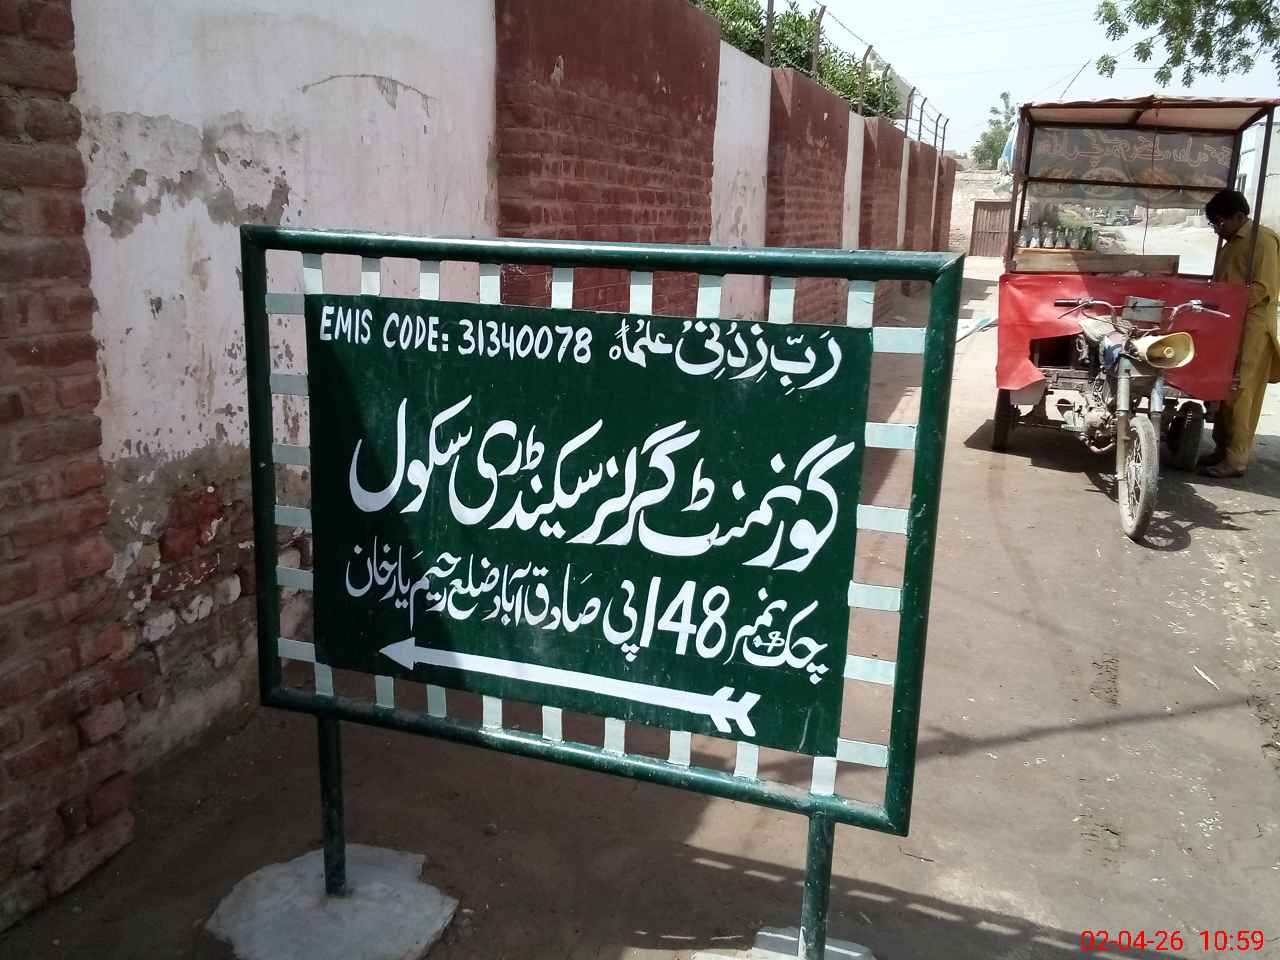 EMIS CODE: 31340078 رَبِّ زِدْنِیْ عِلْمًا
گورنمنٹ گرلز سیکنڈری سکول
چک نمبر 148 پی صادق آباد ضلع رحیم یار خان
02-04-26 10:59